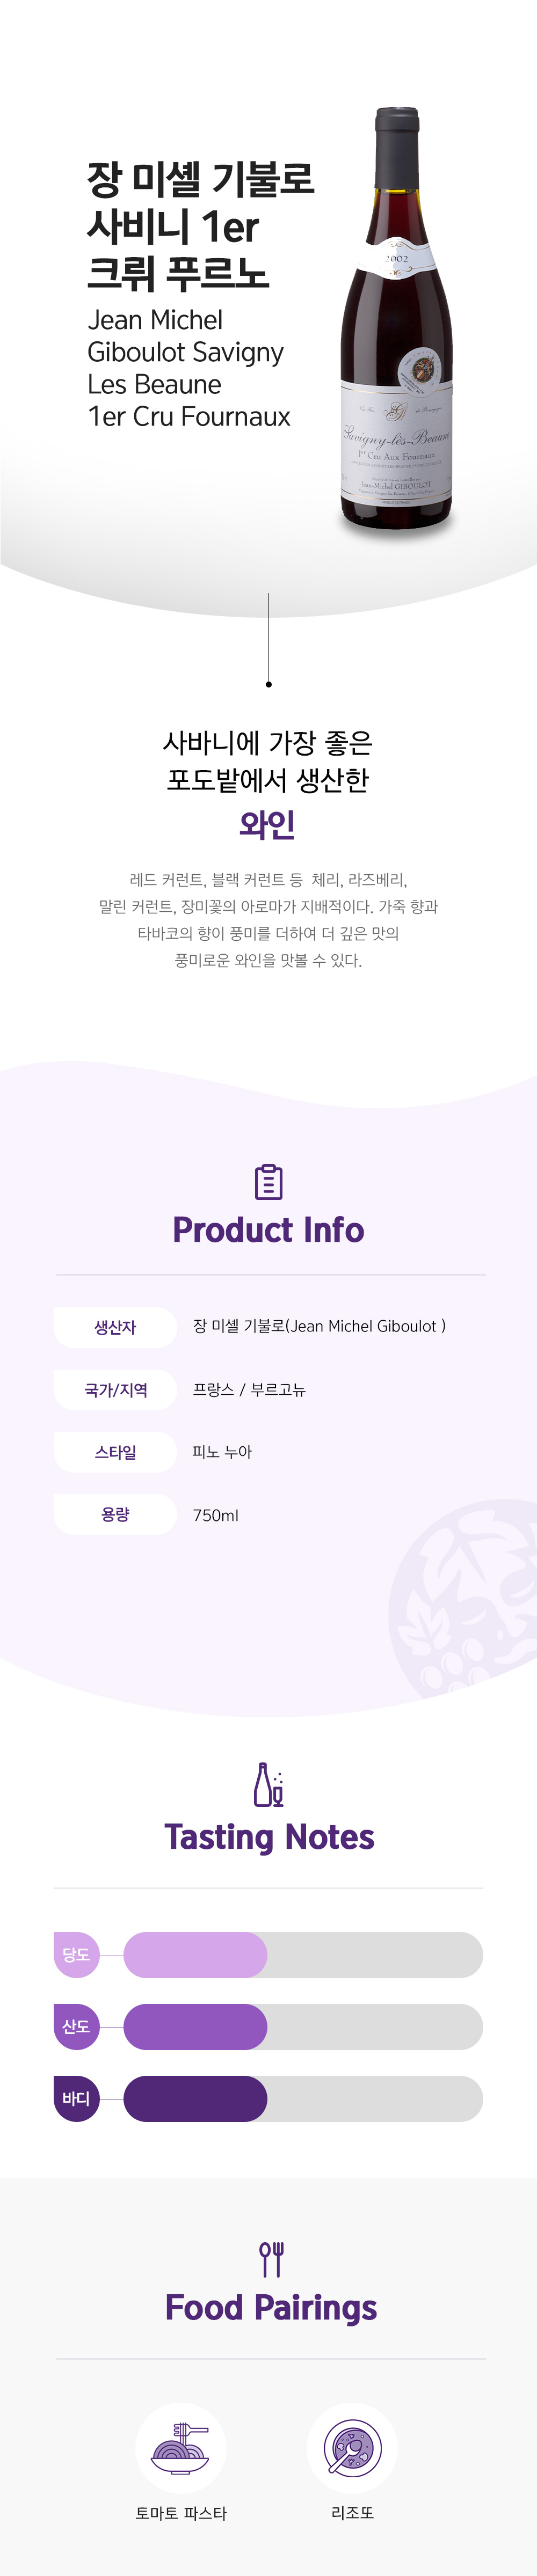 장 미셸 기불로
사비니 1er
크뤼 푸르노
Jean Michel
Giboulot Savigny
Les Beaune
1er Cru Fournaux
2002
Savigny-lès-Beaune
1er Cru Aux Fournaux
Jean-Michel GIBOULOT
사바니에 가장 좋은
포도밭에서 생산한
와인
레드 커런트, 블랙 커런트 등 체리, 라즈베리,
말린 커런트, 장미꽃의 아로마가 지배적이다. 가죽 향과
타바코의 향이 풍미를 더하여 더 깊은 맛의
풍미로운 와인을 맛볼 수 있다.
Product Info
생산자 장 미셸 기불로(Jean Michel Giboulot )
국가/지역 프랑스 / 부르고뉴
스타일 피노 누아
용량 750ml
Tasting Notes
당도
산도
바디
Food Pairings
토마토 파스타 리조또